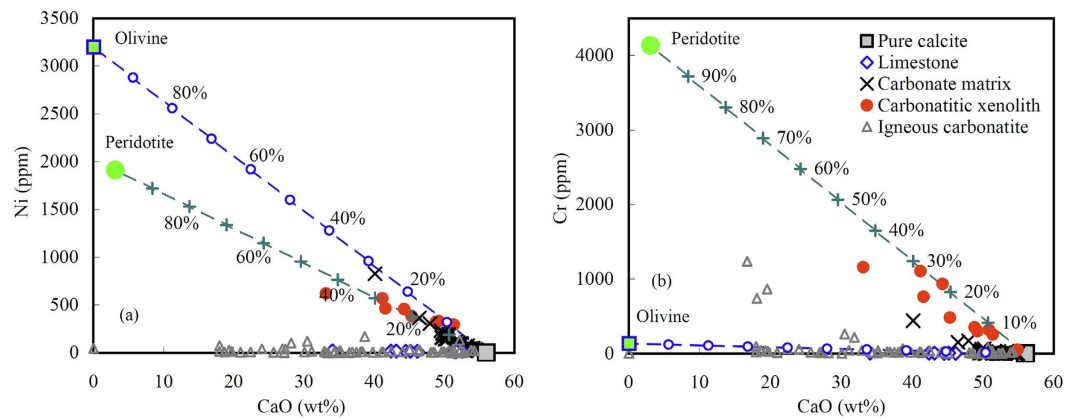 3500
3000
2500
2000
1500
1000
500
0
Ni (ppm)
Olivine
80%
Peridotite
60%
40%
80%
60%
20%
40%
20%
(a)
0
10
20
30
40
50
60
CaO (wt%)
4000
3000
2000
1000
0
Cr (ppm)
Peridotite
90%
80%
70%
60%
50%
40%
30%
20%
10%
Pure calcite
Limestone
Carbonate matrix
Carbonatitic xenolith
Igneous carbonatite
(b)
Olivine
0
10
20
30
40
50
60
CaO (wt%)